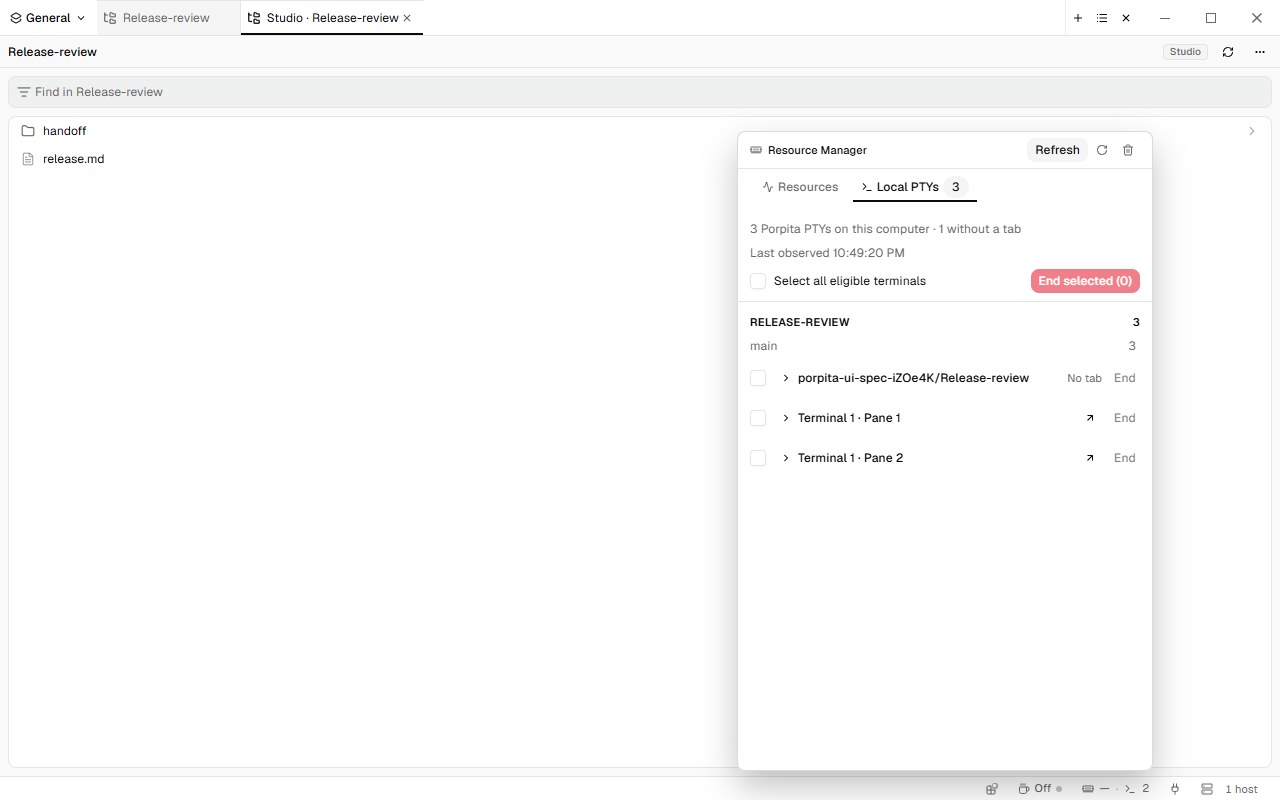 General
Release-review
Studio · Release-review
Release-review
Studio
Find in Release-review
handoff
release.md
Resource Manager
Refresh
Resources
Local PTYs 3
3 Porpita PTYs on this computer · 1 without a tab
Last observed 10:49:20 PM
Select all eligible terminals
End selected (0)
RELEASE-REVIEW 3
main 3
porpita-ui-spec-iZOe4K/Release-review No tab End
Terminal 1 · Pane 1 End
Terminal 1 · Pane 2 End
Off — · 2 1 host